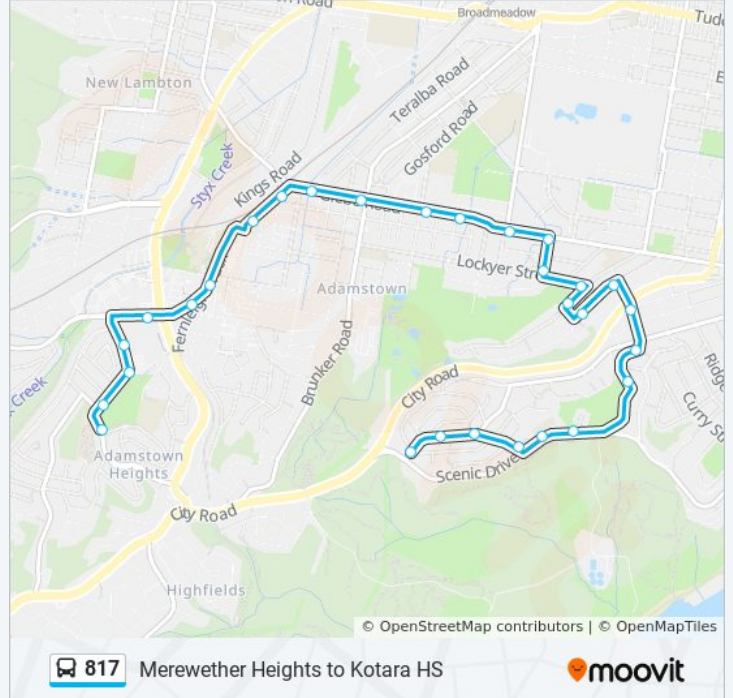 Road
Broadmeadow
New Lambton
Teralba Road
Gosford Road
Styx Creek
Kings Road
Road
Lockyer Str
Adamstown
Fernleigh
Brunker Road
City Road
Ridge
Creek
Curry St
Adamstown
Heights
Scenic Drive
City Road
Highfields
© OpenStreetMap contributors | © OpenMapTiles
817 Merewether Heights to Kotara HS moovit